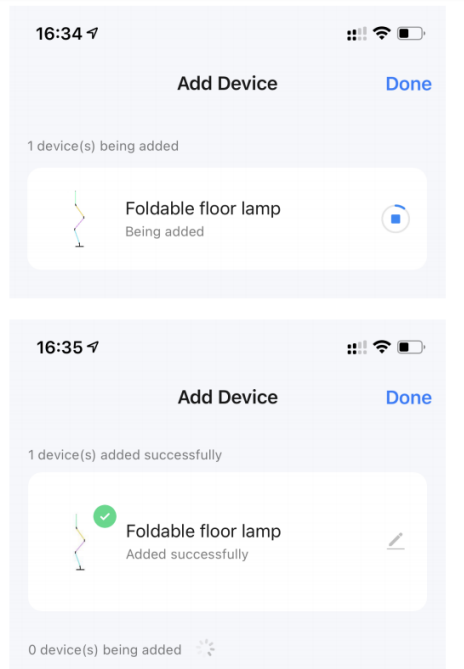 16:34
Add Device
Done
1 device(s) being added
Foldable floor lamp
Being added
16:35
Add Device
Done
1 device(s) added successfully
Foldable floor lamp
Added successfully
0 device(s) being added